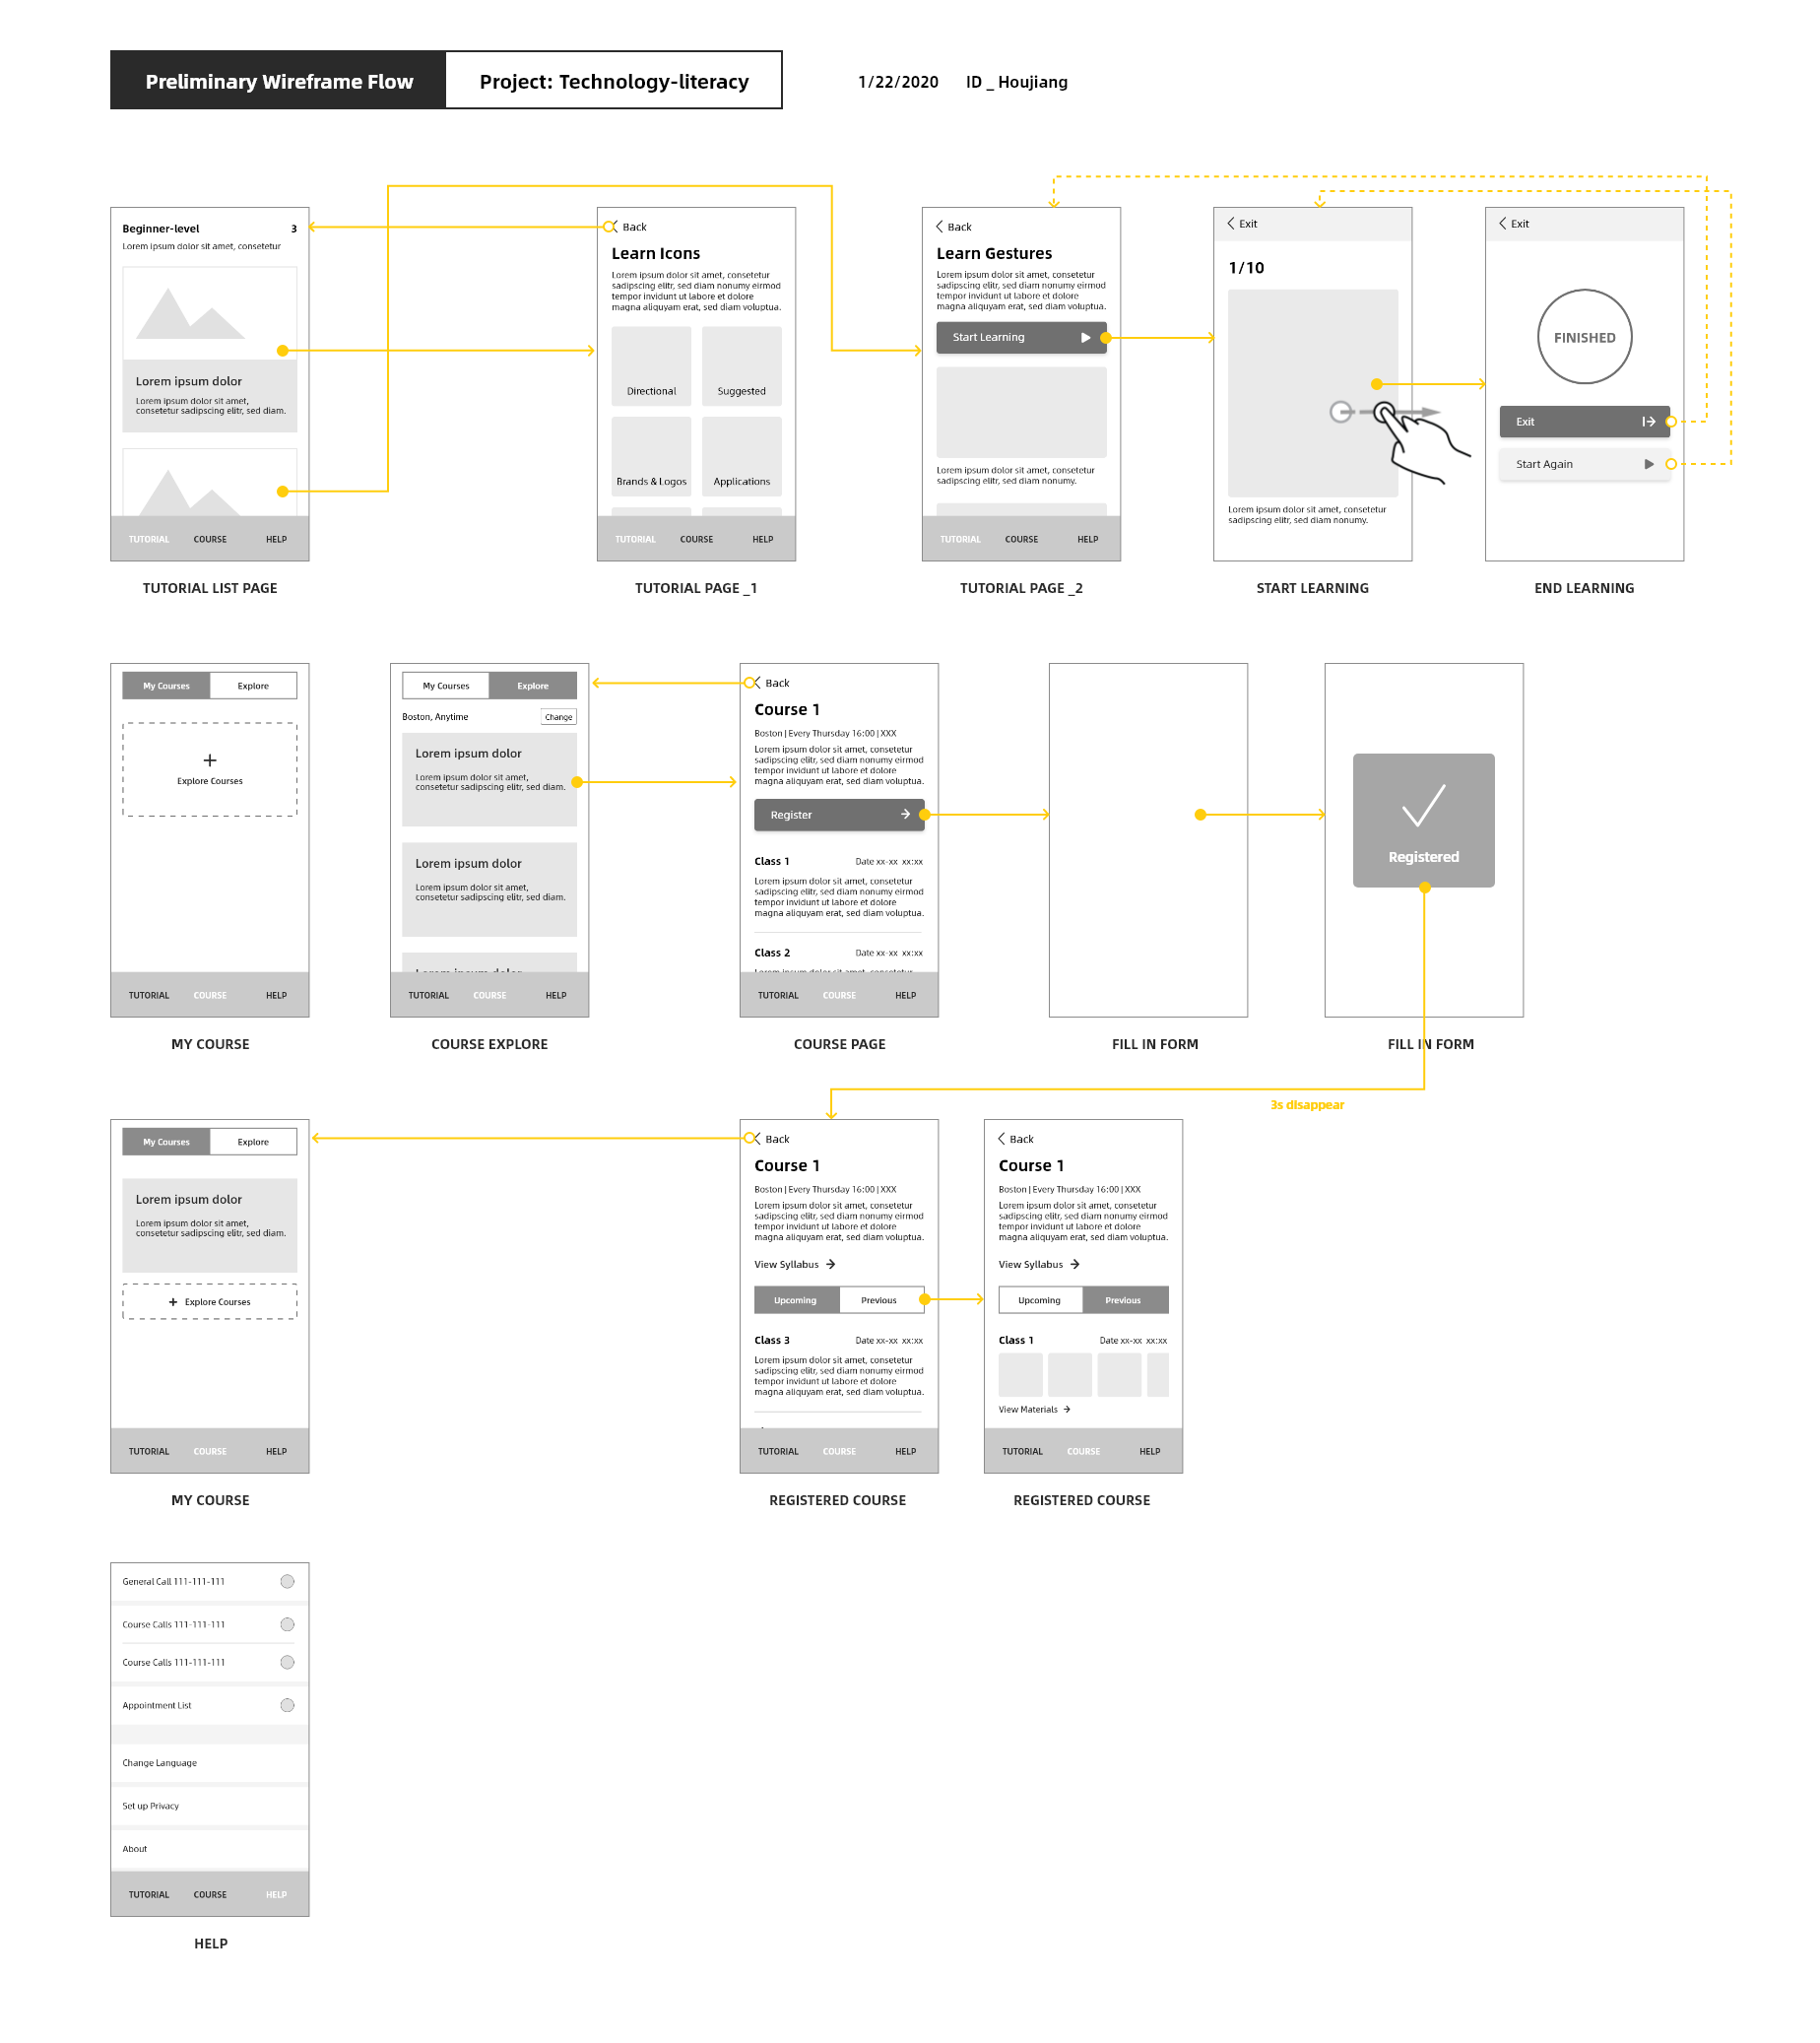 Preliminary Wireframe Flow
Project: Technology-literacy
1/22/2020 ID _ Houjiang
Beginner-level 3
Lorem ipsum dolor sit amet, consetetur
Lorem ipsum dolor
Lorem ipsum dolor sit amet,
consetetur sadipscing elitr, sed diam.
TUTORIAL COURSE HELP
TUTORIAL LIST PAGE
Back
Learn Icons
Lorem ipsum dolor sit amet, consetetur
sadipscing elitr, sed diam nonumy eirmod
tempor invidunt ut labore et dolore
magna aliquyam erat, sed diam voluptua.
Directional Suggested
Brands & Logos Applications
TUTORIAL COURSE HELP
TUTORIAL PAGE _1
Back
Learn Gestures
Lorem ipsum dolor sit amet, consetetur
sadipscing elitr, sed diam nonumy eirmod
tempor invidunt ut labore et dolore
magna aliquyam erat, sed diam voluptua.
Start Learning
Lorem ipsum dolor sit amet, consetetur
sadipscing elitr, sed diam nonumy.
TUTORIAL COURSE HELP
TUTORIAL PAGE _2
Exit
1/10
Lorem ipsum dolor sit amet, consetetur
sadipscing elitr, sed diam nonumy.
START LEARNING
Exit
FINISHED
Exit
Start Again
END LEARNING
My Courses Explore
Explore Courses
TUTORIAL COURSE HELP
MY COURSE
My Courses Explore
Boston, Anytime Change
Lorem ipsum dolor
Lorem ipsum dolor sit amet,
consetetur sadipscing elitr, sed diam.
Lorem ipsum dolor
Lorem ipsum dolor sit amet,
consetetur sadipscing elitr, sed diam.
TUTORIAL COURSE HELP
COURSE EXPLORE
Back
Course 1
Boston | Every Thursday 16:00 | XXX
Lorem ipsum dolor sit amet, consetetur
sadipscing elitr, sed diam nonumy eirmod
tempor invidunt ut labore et dolore
magna aliquyam erat, sed diam voluptua.
Register
Class 1 Date xx-xx xx:xx
Lorem ipsum dolor sit amet, consetetur
sadipscing elitr, sed diam nonumy eirmod
tempor invidunt ut labore et dolore
magna aliquyam erat, sed diam voluptua.
Class 2 Date xx-xx xx:xx
TUTORIAL COURSE HELP
COURSE PAGE
FILL IN FORM
Registered
FILL IN FORM
3s disappear
My Courses Explore
Lorem ipsum dolor
Lorem ipsum dolor sit amet,
consetetur sadipscing elitr, sed diam.
Explore Courses
TUTORIAL COURSE HELP
MY COURSE
Back
Course 1
Boston | Every Thursday 16:00 | XXX
Lorem ipsum dolor sit amet, consetetur
sadipscing elitr, sed diam nonumy eirmod
tempor invidunt ut labore et dolore
magna aliquyam erat, sed diam voluptua.
View Syllabus
Upcoming Previous
Class 3 Date xx-xx xx:xx
Lorem ipsum dolor sit amet, consetetur
sadipscing elitr, sed diam nonumy eirmod
tempor invidunt ut labore et dolore
magna aliquyam erat, sed diam voluptua.
TUTORIAL COURSE HELP
REGISTERED COURSE
Back
Course 1
Boston | Every Thursday 16:00 | XXX
Lorem ipsum dolor sit amet, consetetur
sadipscing elitr, sed diam nonumy eirmod
tempor invidunt ut labore et dolore
magna aliquyam erat, sed diam voluptua.
View Syllabus
Upcoming Previous
Class 1 Date xx-xx xx:xx
View Materials
TUTORIAL COURSE HELP
REGISTERED COURSE
General Call 111-111-111
Course Calls 111-111-111
Course Calls 111-111-111
Appointment List
Change Language
Set up Privacy
About
TUTORIAL COURSE HELP
HELP